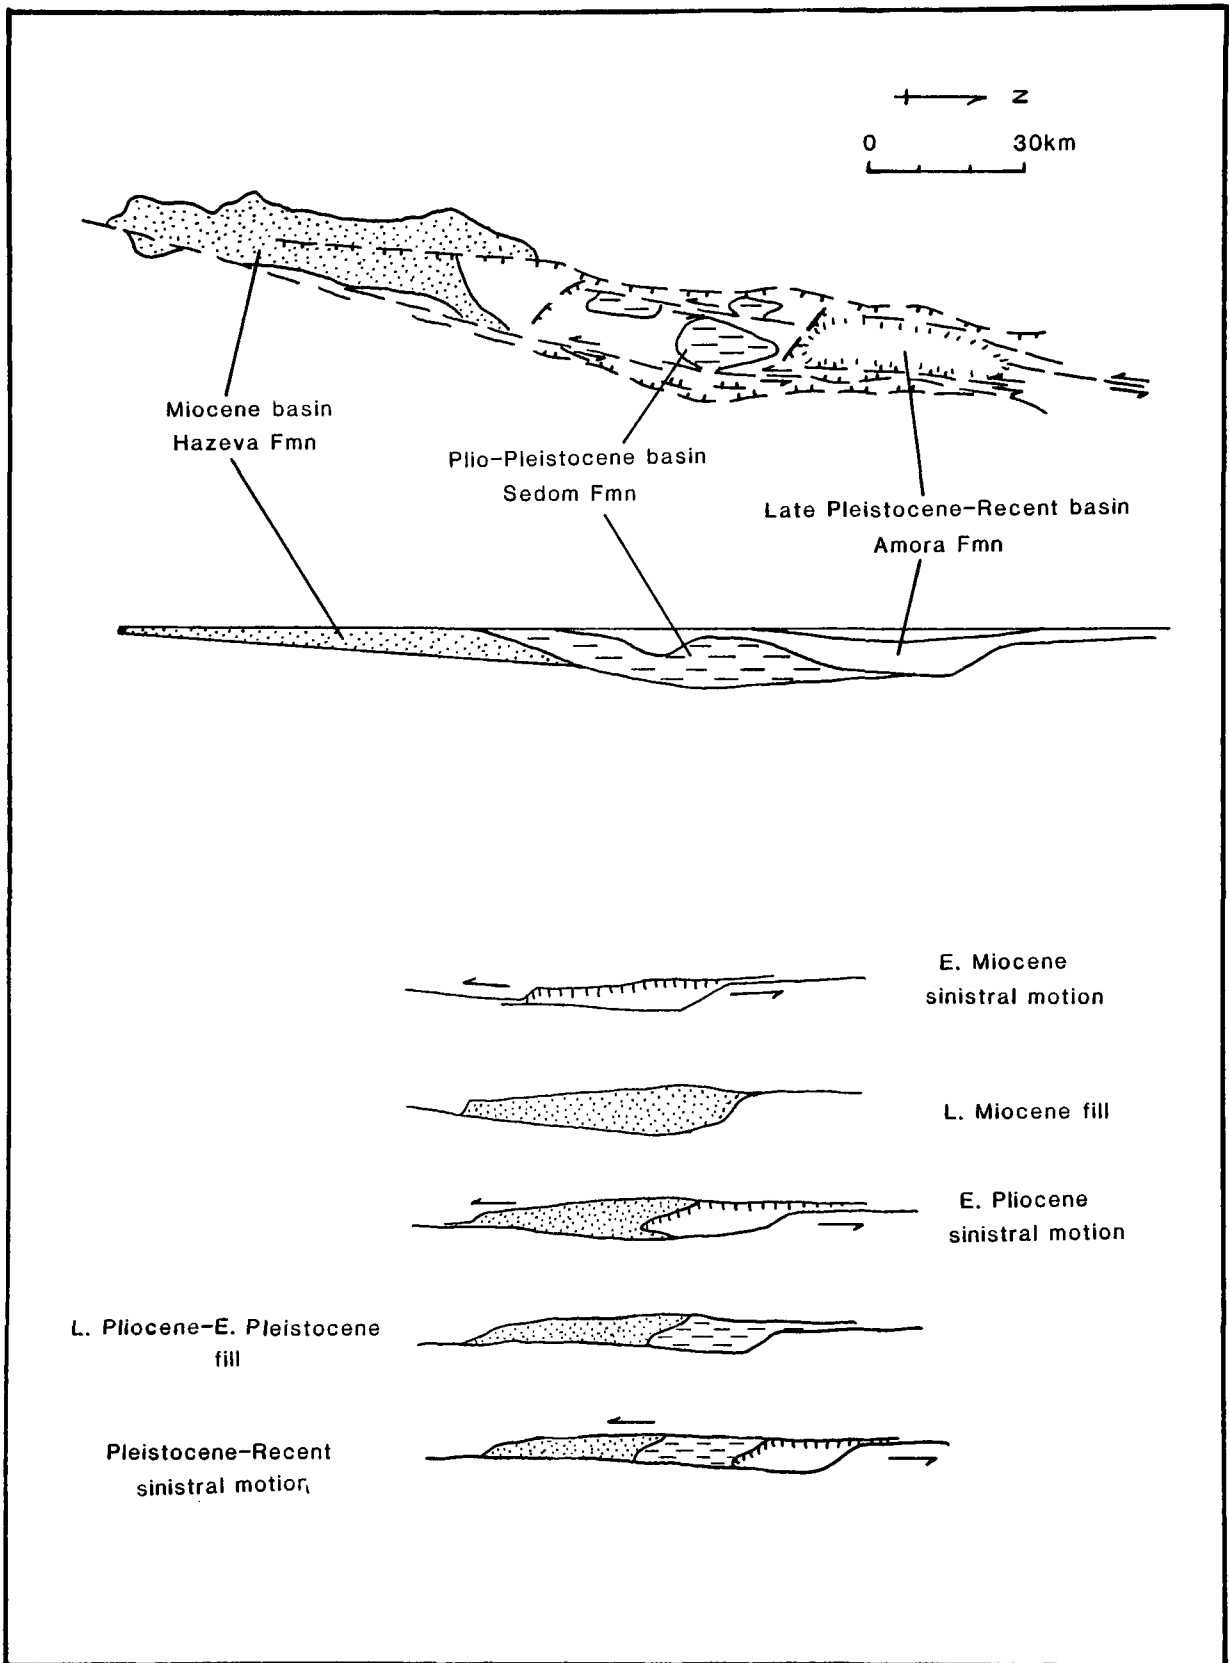 N
0 30km
Miocene basin
Hazeva Fmn
Plio-Pleistocene basin
Sedom Fmn
Late Pleistocene-Recent basin
Amora Fmn
E. Miocene
sinistral motion
L. Miocene fill
E. Pliocene
sinistral motion
L. Pliocene-E. Pleistocene
fill
Pleistocene-Recent
sinistral motion